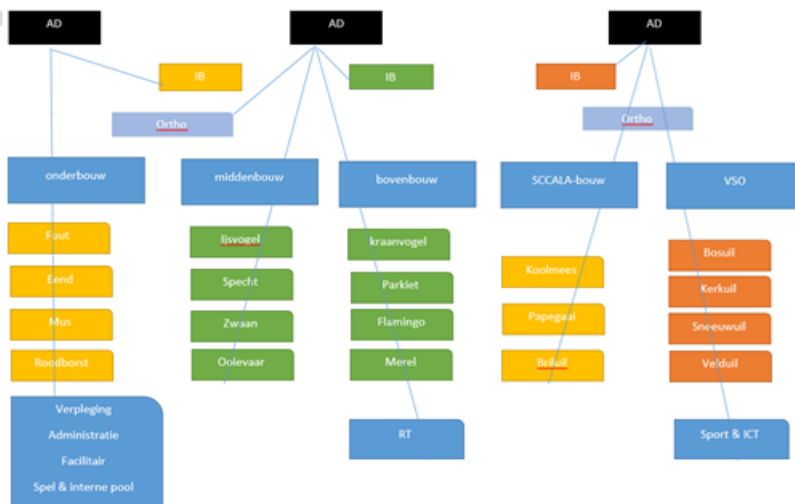 AD
AD
AD
IB
IB
IB
Ortho
Ortho
onderbouw
middenbouw
bovenbouw
SCCALA-bouw
VSO
Fuut
Eend
Mus
Roodborst
Ijsvogel
Specht
Zwaan
Ooievaar
kraanvogel
Parkiet
Flamingo
Merel
Koolmees
Papegaai
Briluil
Bosuil
Kerkuil
Sneeuwuil
Velduil
Verpleging
Administratie
Facilitair
Spel & interne pool
RT
Sport & ICT